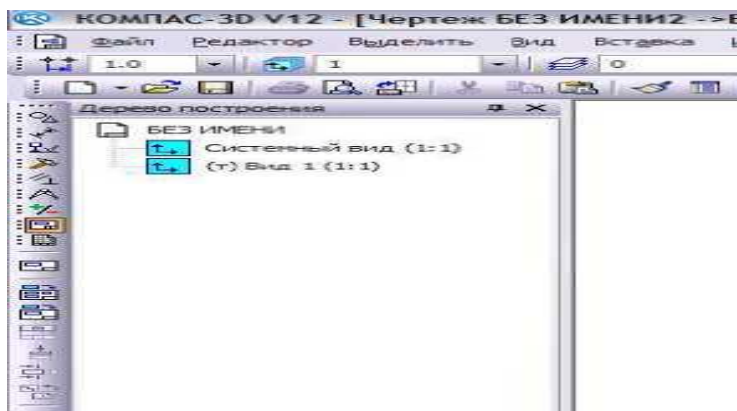 КОМПАС-3D V12 - [Чертеж БЕЗ ИМЕНИ2 ->
Файл Редактор Выделить Вид Вставка
1.0 1 0
Дерево построения
БЕЗ ИМЕНИ
Системный вид (1:1)
(т) Вид 1 (1:1)